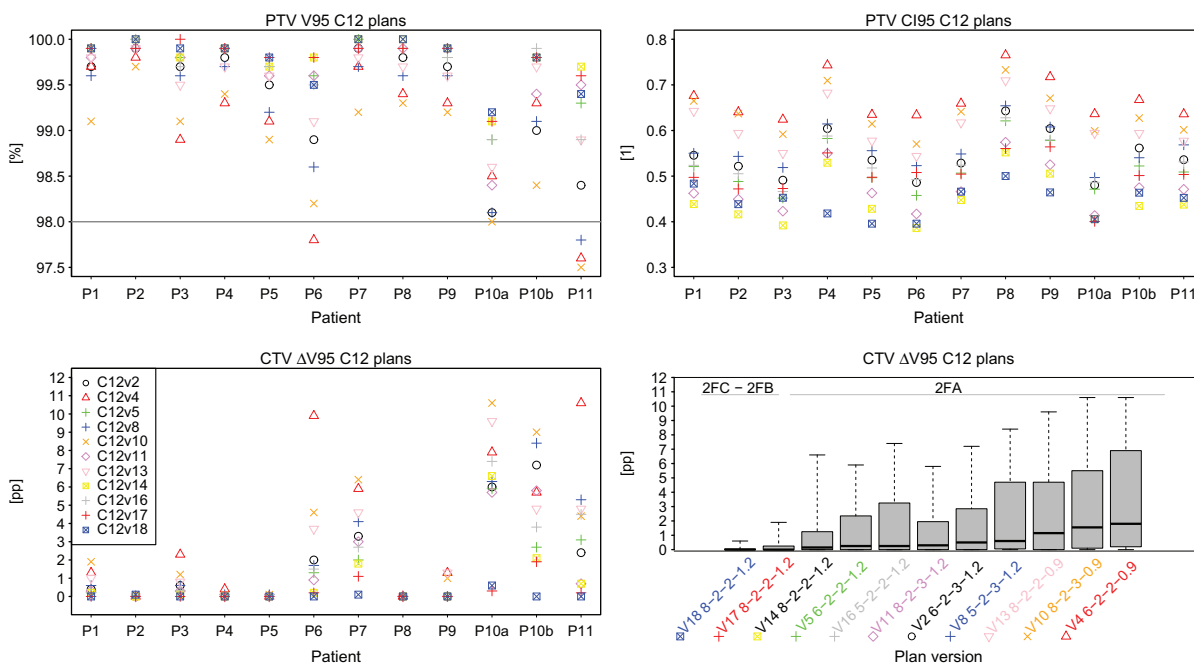 PTV V95 C12 plans
[%]
100.0
99.5
99.0
98.5
98.0
97.5
P1 P2 P3 P4 P5 P6 P7 P8 P9 P10a P10b P11
Patient
PTV CI95 C12 plans
[1]
0.8
0.7
0.6
0.5
0.4
0.3
P1 P2 P3 P4 P5 P6 P7 P8 P9 P10a P10b P11
Patient
CTV ΔV95 C12 plans
[pp]
12
11
10
9
8
7
6
5
4
3
2
1
0
C12v2
C12v4
C12v5
C12v8
C12v10
C12v11
C12v13
C12v14
C12v16
C12v17
C12v18
P1 P2 P3 P4 P5 P6 P7 P8 P9 P10a P10b P11
Patient
CTV ΔV95 C12 plans
[pp]
12
11
10
9
8
7
6
5
4
3
2
1
0
2FC − 2FB
2FA
V18 8−2−2−1.2
V17 8−2−2−1.2
V14 8−2−2−1.2
V5 6−2−2−1.2
V16 5−2−2−1.2
V11 8−2−3−1.2
V2 6−2−3−1.2
V8 5−2−3−1.2
V13 8−2−2−0.9
V10 8−2−3−0.9
V4 6−2−2−0.9
Plan version